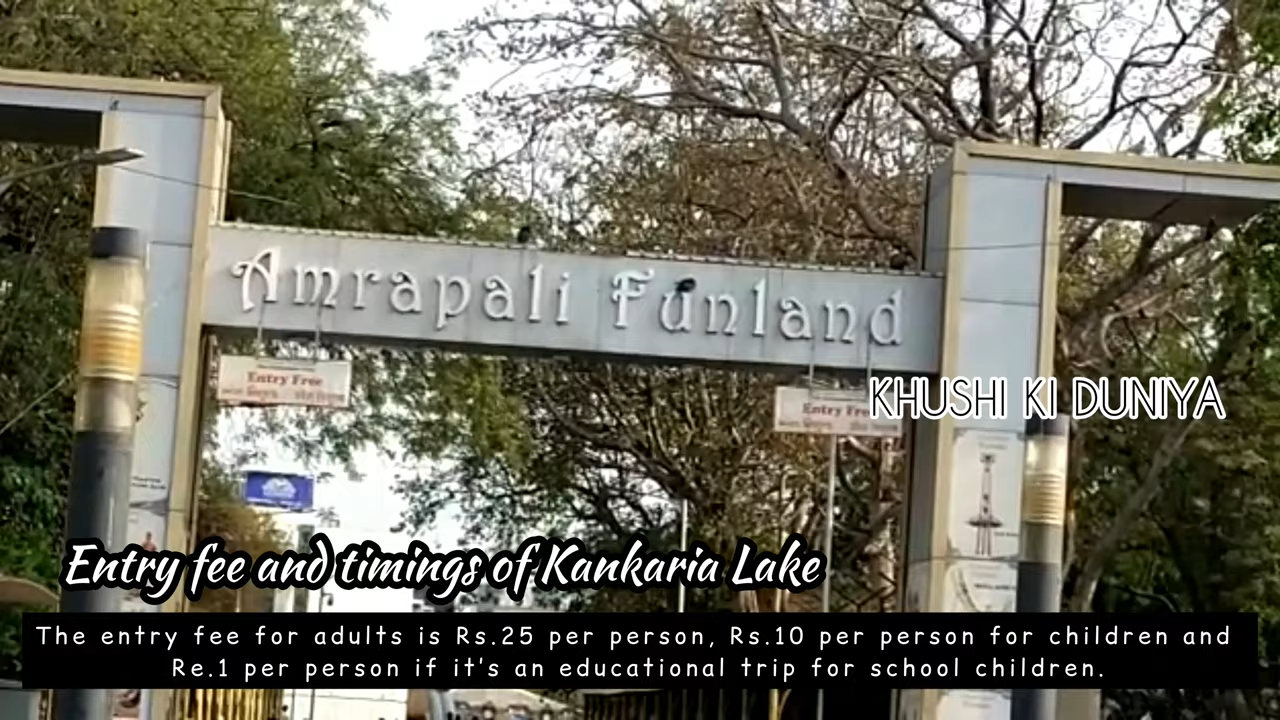 Amrapali Funland
Entry Free
Entry Free
KHUSHI KI DUNIYA
Entry fee and timings of Kankaria Lake
The entry fee for adults is Rs.25 per person, Rs.10 per person for children and
Re.1 per person if it's an educational trip for school children.